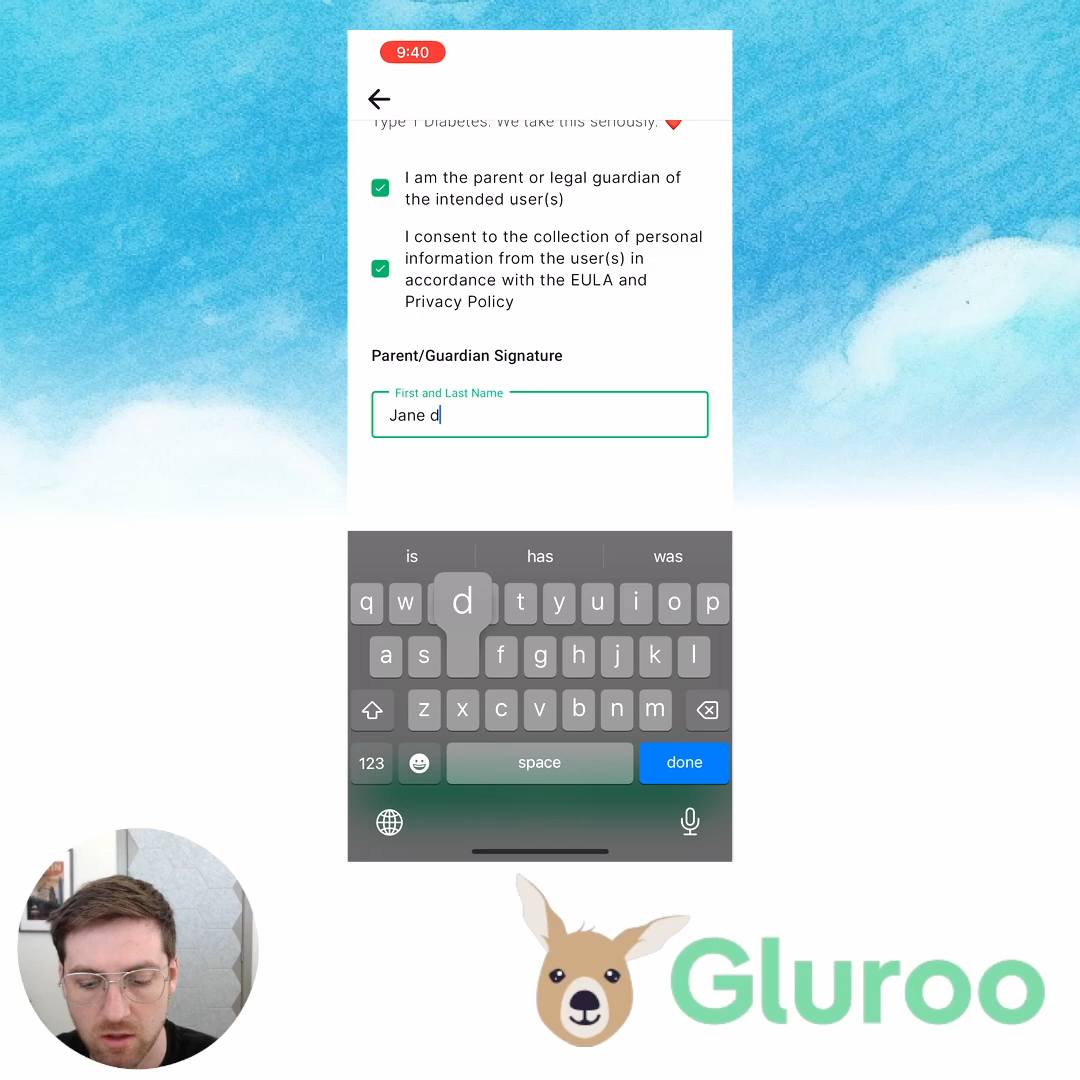 9:40
Type 1 Diabetes. We take this seriously. ❤️
I am the parent or legal guardian of
the intended user(s)
I consent to the collection of personal
information from the user(s) in
accordance with the EULA and
Privacy Policy
Parent/Guardian Signature
First and Last Name
Jane d
is has was
q w d t y u i o p
a s f g h j k l
z x c v b n m
123 space done
Gluroo